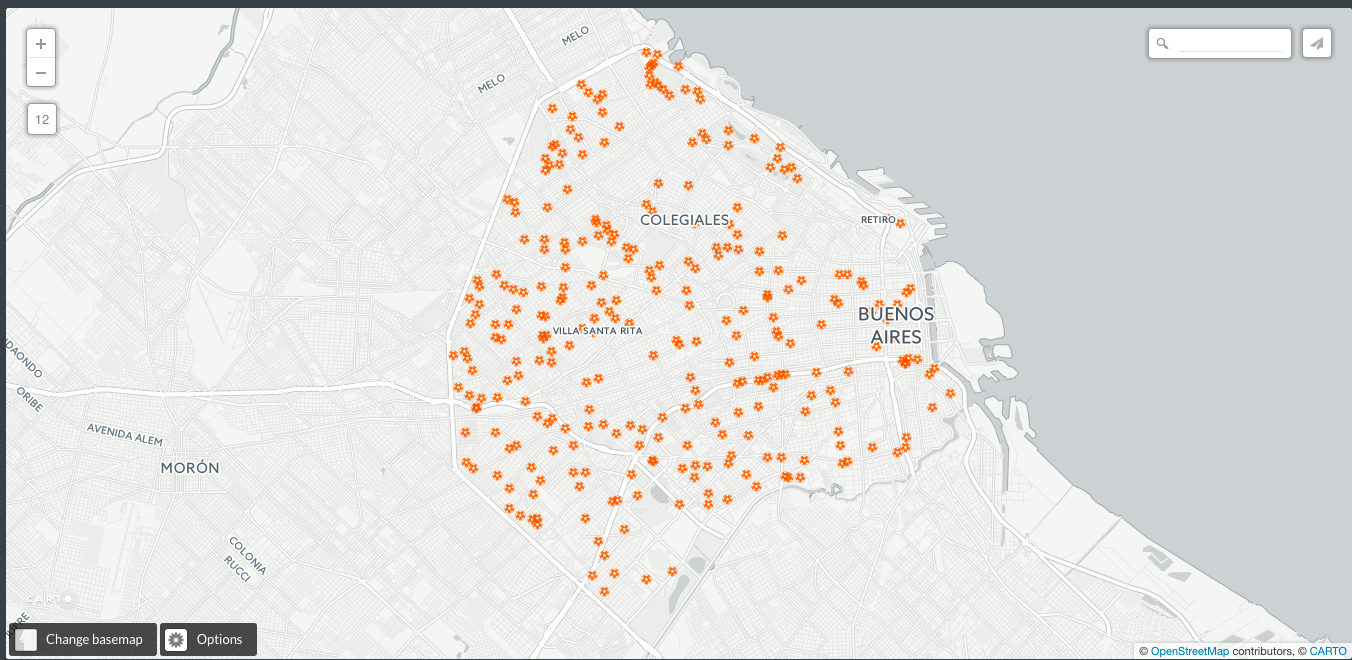 +
−
12
MELO
MELO
COLEGIALES
RETIRO
BUENOS
AIRES
VILLA SANTA RITA
ORIBE
AVENIDA ALEM
MORÓN
COLONIA
RUCCI
CARTO
Change basemap
Options
© OpenStreetMap contributors, © CARTO